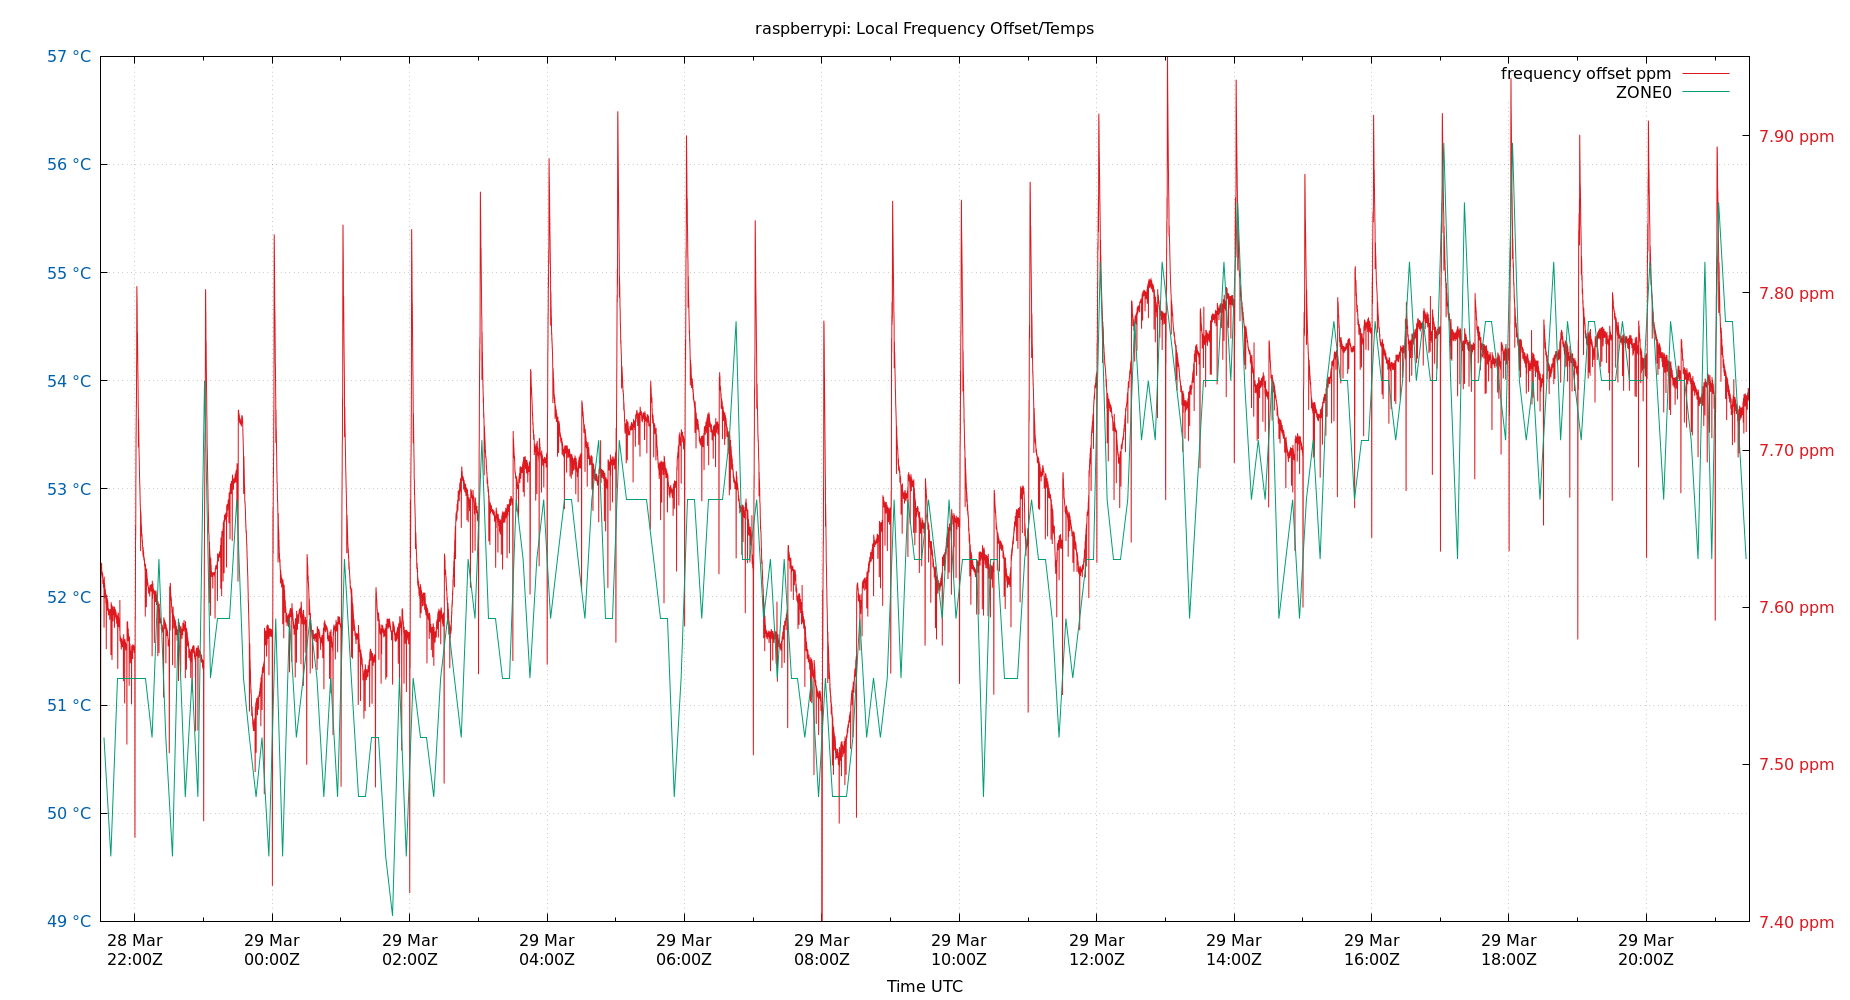 raspberrypi: Local Frequency Offset/Temps
57 °C
56 °C
55 °C
54 °C
53 °C
52 °C
51 °C
50 °C
49 °C
frequency offset ppm
ZONE0
7.90 ppm
7.80 ppm
7.70 ppm
7.60 ppm
7.50 ppm
7.40 ppm
28 Mar 29 Mar 29 Mar 29 Mar 29 Mar 29 Mar 29 Mar 29 Mar 29 Mar 29 Mar 29 Mar 29 Mar
22:00Z 00:00Z 02:00Z 04:00Z 06:00Z 08:00Z 10:00Z 12:00Z 14:00Z 16:00Z 18:00Z 20:00Z
Time UTC